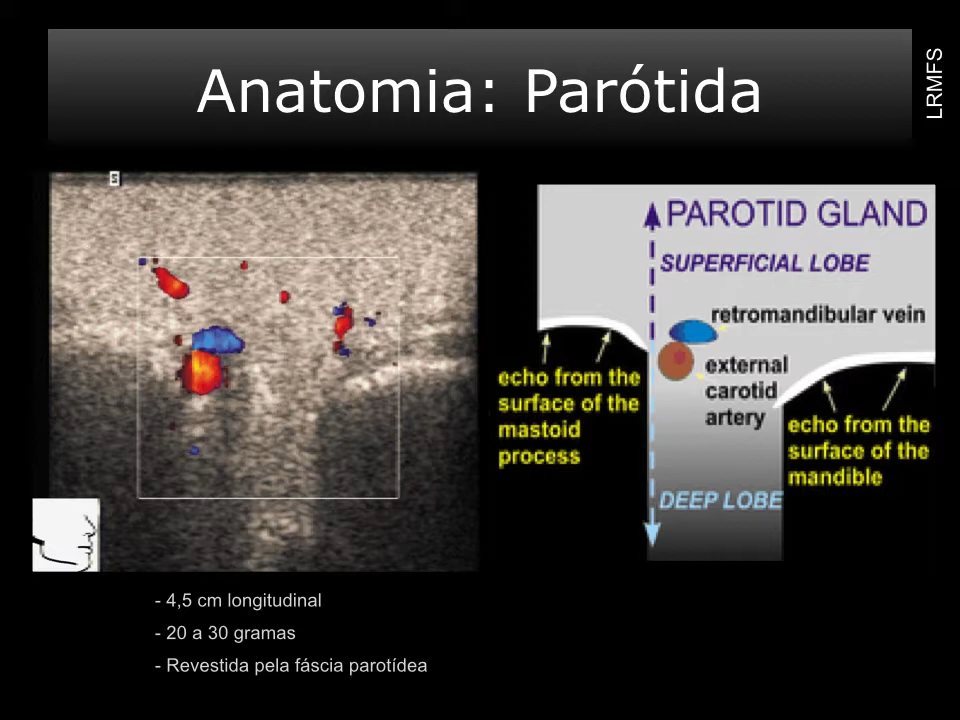 Anatomia: Parótida
LRMFS
S
PAROTID GLAND
SUPERFICIAL LOBE
retromandibular vein
external
carotid
artery
echo from the
surface of the
mastoid
process
echo from the
surface of the
mandible
DEEP LOBE
- 4,5 cm longitudinal
- 20 a 30 gramas
- Revestida pela fáscia parotídea